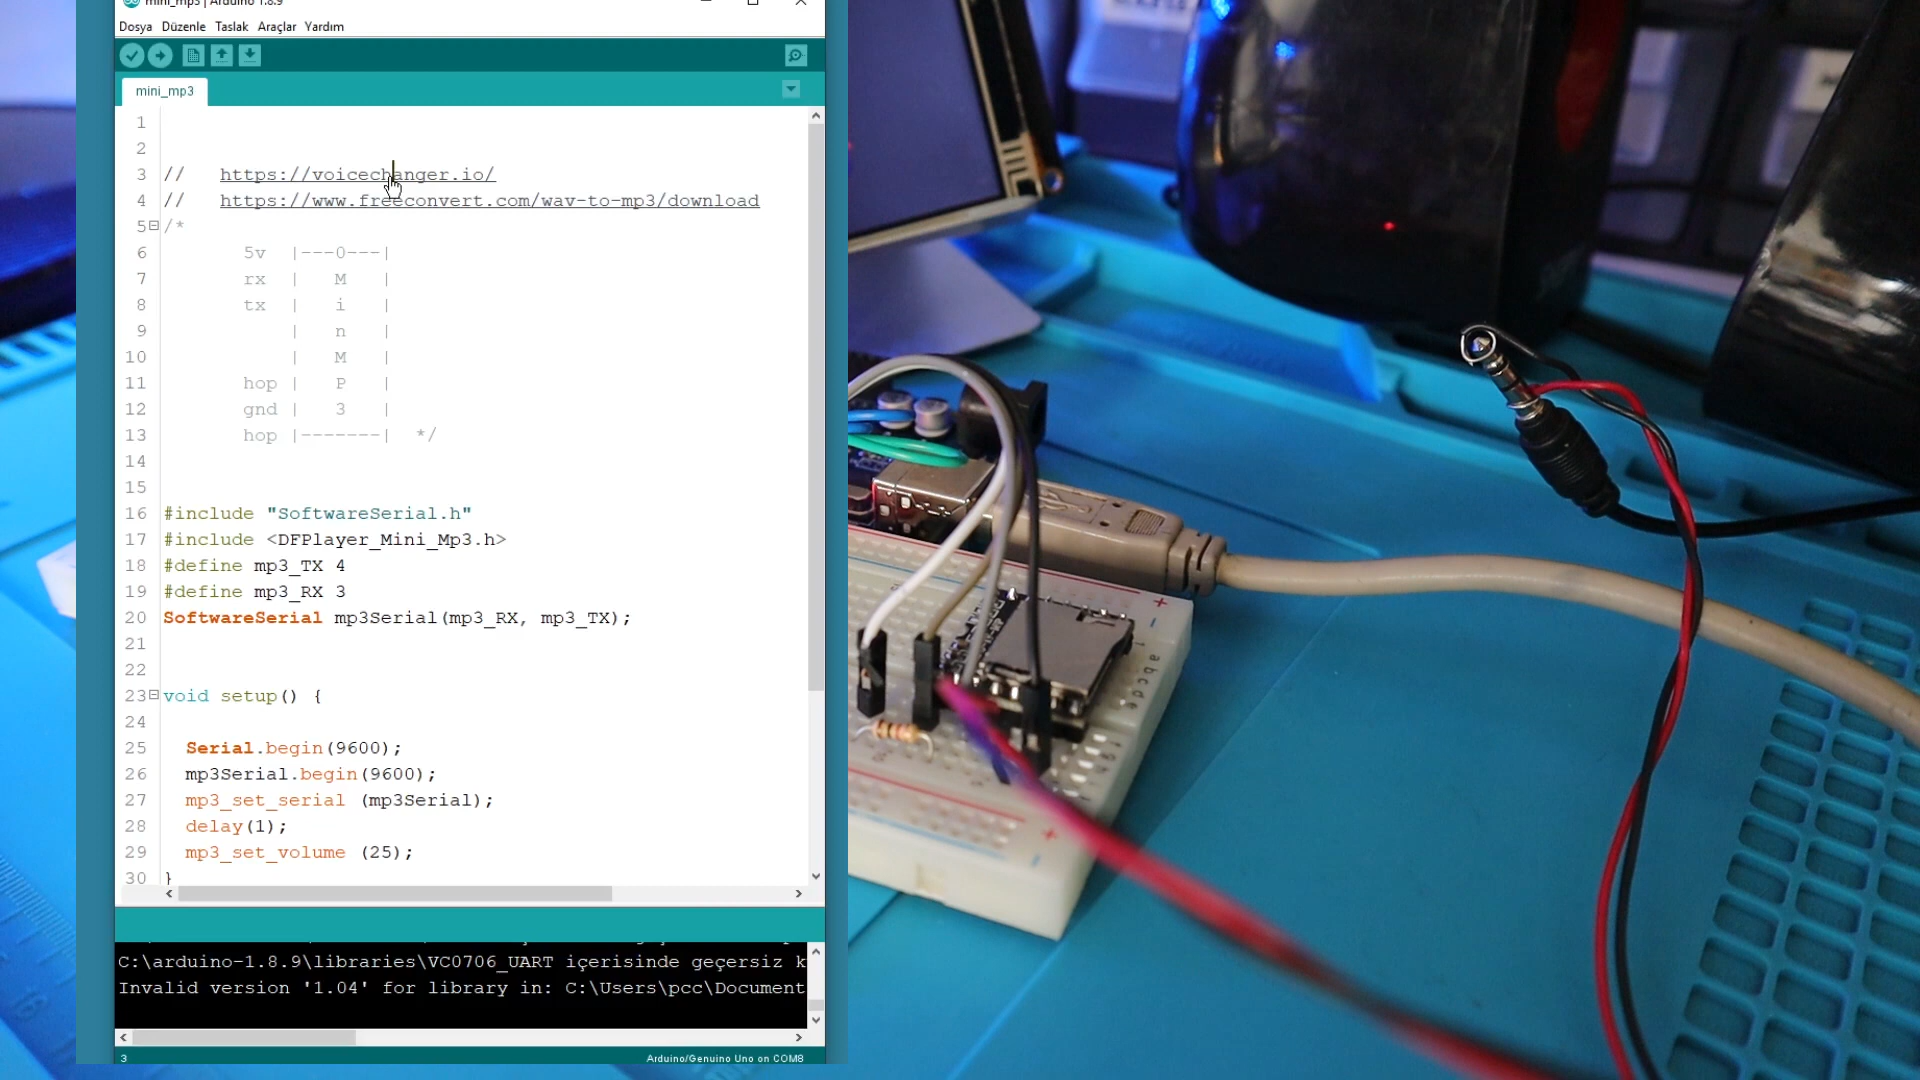 mini_mp3 | Arduino 1.8.9
Dosya Düzenle Taslak Araçlar Yardım
mini_mp3
1
2
3 // https://voicechanger.io/
4 // https://www.freeconvert.com/wav-to-mp3/download
5 /*
6 5v |---O---|
7 rx | M |
8 tx | i |
9 | n |
10 | M |
11 hop | P |
12 gnd | 3 |
13 hop |-------| */
14
15
16 #include "SoftwareSerial.h"
17 #include <DFPlayer_Mini_Mp3.h>
18 #define mp3_TX 4
19 #define mp3_RX 3
20 SoftwareSerial mp3Serial(mp3_RX, mp3_TX);
21
22
23 void setup() {
24
25 Serial.begin(9600);
26 mp3Serial.begin(9600);
27 mp3_set_serial (mp3Serial);
28 delay(1);
29 mp3_set_volume (25);
30 }
C:\arduino-1.8.9\libraries\VC0706_UART içerisinde geçersiz k
Invalid version '1.04' for library in: C:\Users\pcc\Document
3 Arduino/Genuino Uno on COM8
a b c d e